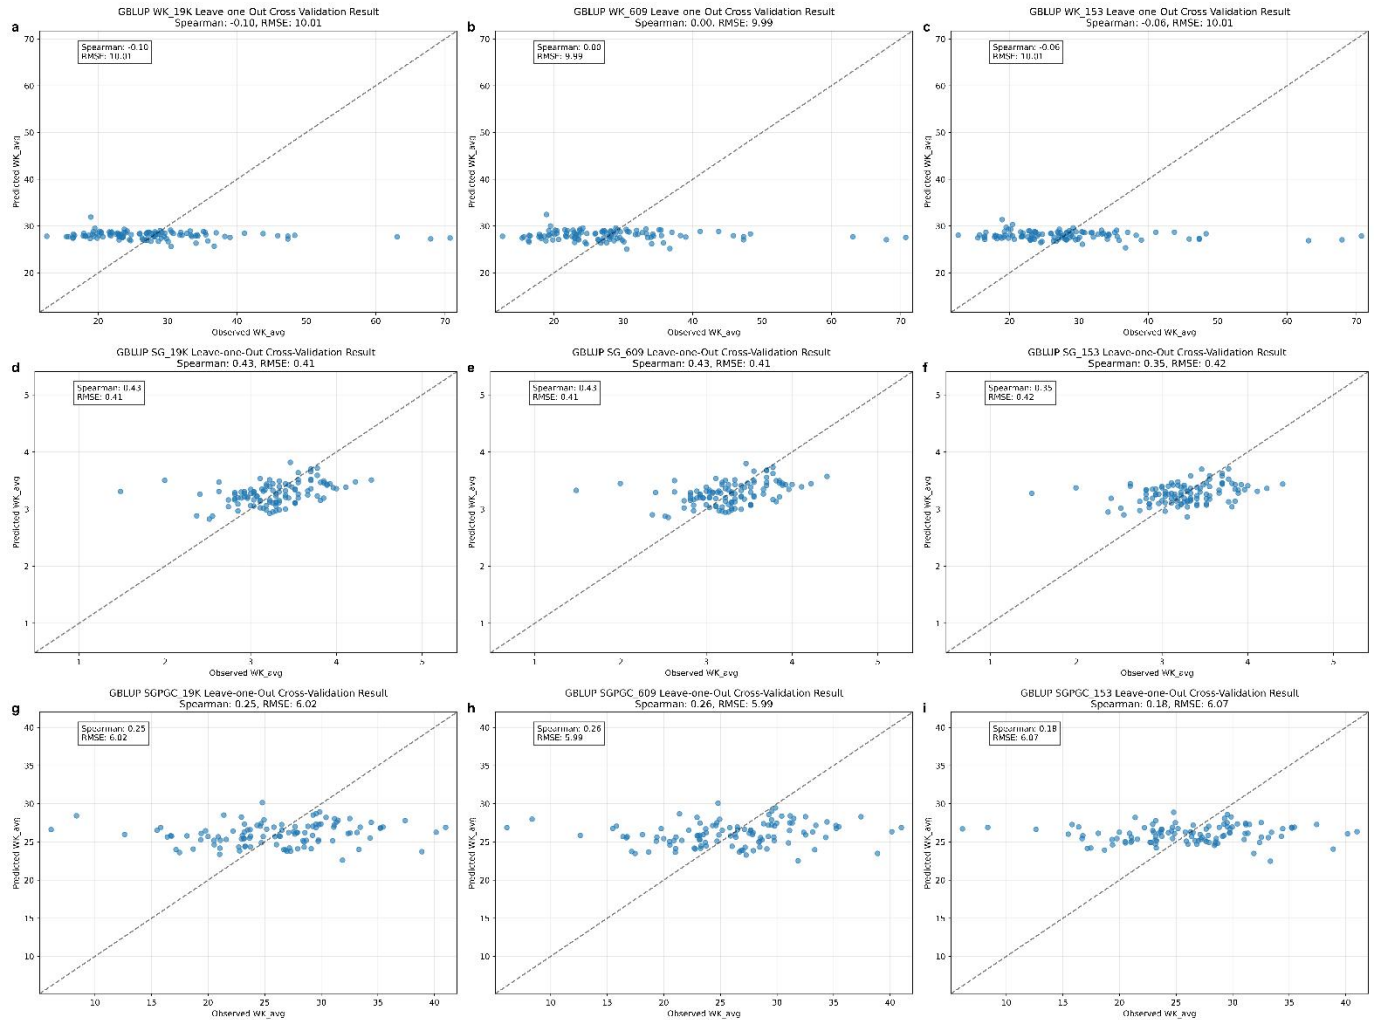 a
GBLUP WK_19K Leave one Out Cross Validation Result
Spearman: -0.10, RMSE: 10.01
Spearman: -0.10
RMSE: 10.01
70
60
50
40
30
20
Predicted WK_avg
20 30 40 50 60 70
Observed WK_avg
b
GBLUP WK_609 Leave one Out Cross Validation Result
Spearman: 0.00, RMSE: 9.99
Spearman: 0.00
RMSE: 9.99
70
60
50
40
30
20
Predicted WK_avg
20 30 40 50 60 70
Observed WK_avg
c
GBLUP WK_153 Leave one Out Cross Validation Result
Spearman: -0.06, RMSE: 10.01
Spearman: -0.06
RMSE: 10.01
70
60
50
40
30
20
Predicted WK_avg
20 30 40 50 60 70
Observed WK_avg
d
GBLUP SG_19K Leave-one-Out Cross-Validation Result
Spearman: 0.43, RMSE: 0.41
Spearman: 0.43
RMSE: 0.41
5
4
3
2
1
Predicted WK_avg
1 2 3 4 5
Observed WK_avg
e
GBLUP SG_609 Leave-one-Out Cross-Validation Result
Spearman: 0.43, RMSE: 0.41
Spearman: 0.43
RMSE: 0.41
5
4
3
2
1
Predicted WK_avg
1 2 3 4 5
Observed WK_avg
f
GBLUP SG_153 Leave-one-Out Cross-Validation Result
Spearman: 0.35, RMSE: 0.42
Spearman: 0.35
RMSE: 0.42
5
4
3
2
1
Predicted WK_avg
1 2 3 4 5
Observed WK_avg
g
GBLUP SGPGC_19K Leave-one-Out Cross-Validation Result
Spearman: 0.25, RMSE: 6.02
Spearman: 0.25
RMSE: 6.02
40
35
30
25
20
15
10
Predicted WK_avg
10 15 20 25 30 35 40
Observed WK_avg
h
GBLUP SGPGC_609 Leave-one-Out Cross-Validation Result
Spearman: 0.26, RMSE: 5.99
Spearman: 0.26
RMSE: 5.99
40
35
30
25
20
15
10
Predicted WK_avg
10 15 20 25 30 35 40
Observed WK_avg
i
GBLUP SGPGC_153 Leave-one-Out Cross-Validation Result
Spearman: 0.18, RMSE: 6.07
Spearman: 0.18
RMSE: 6.07
40
35
30
25
20
15
10
Predicted WK_avg
10 15 20 25 30 35 40
Observed WK_avg